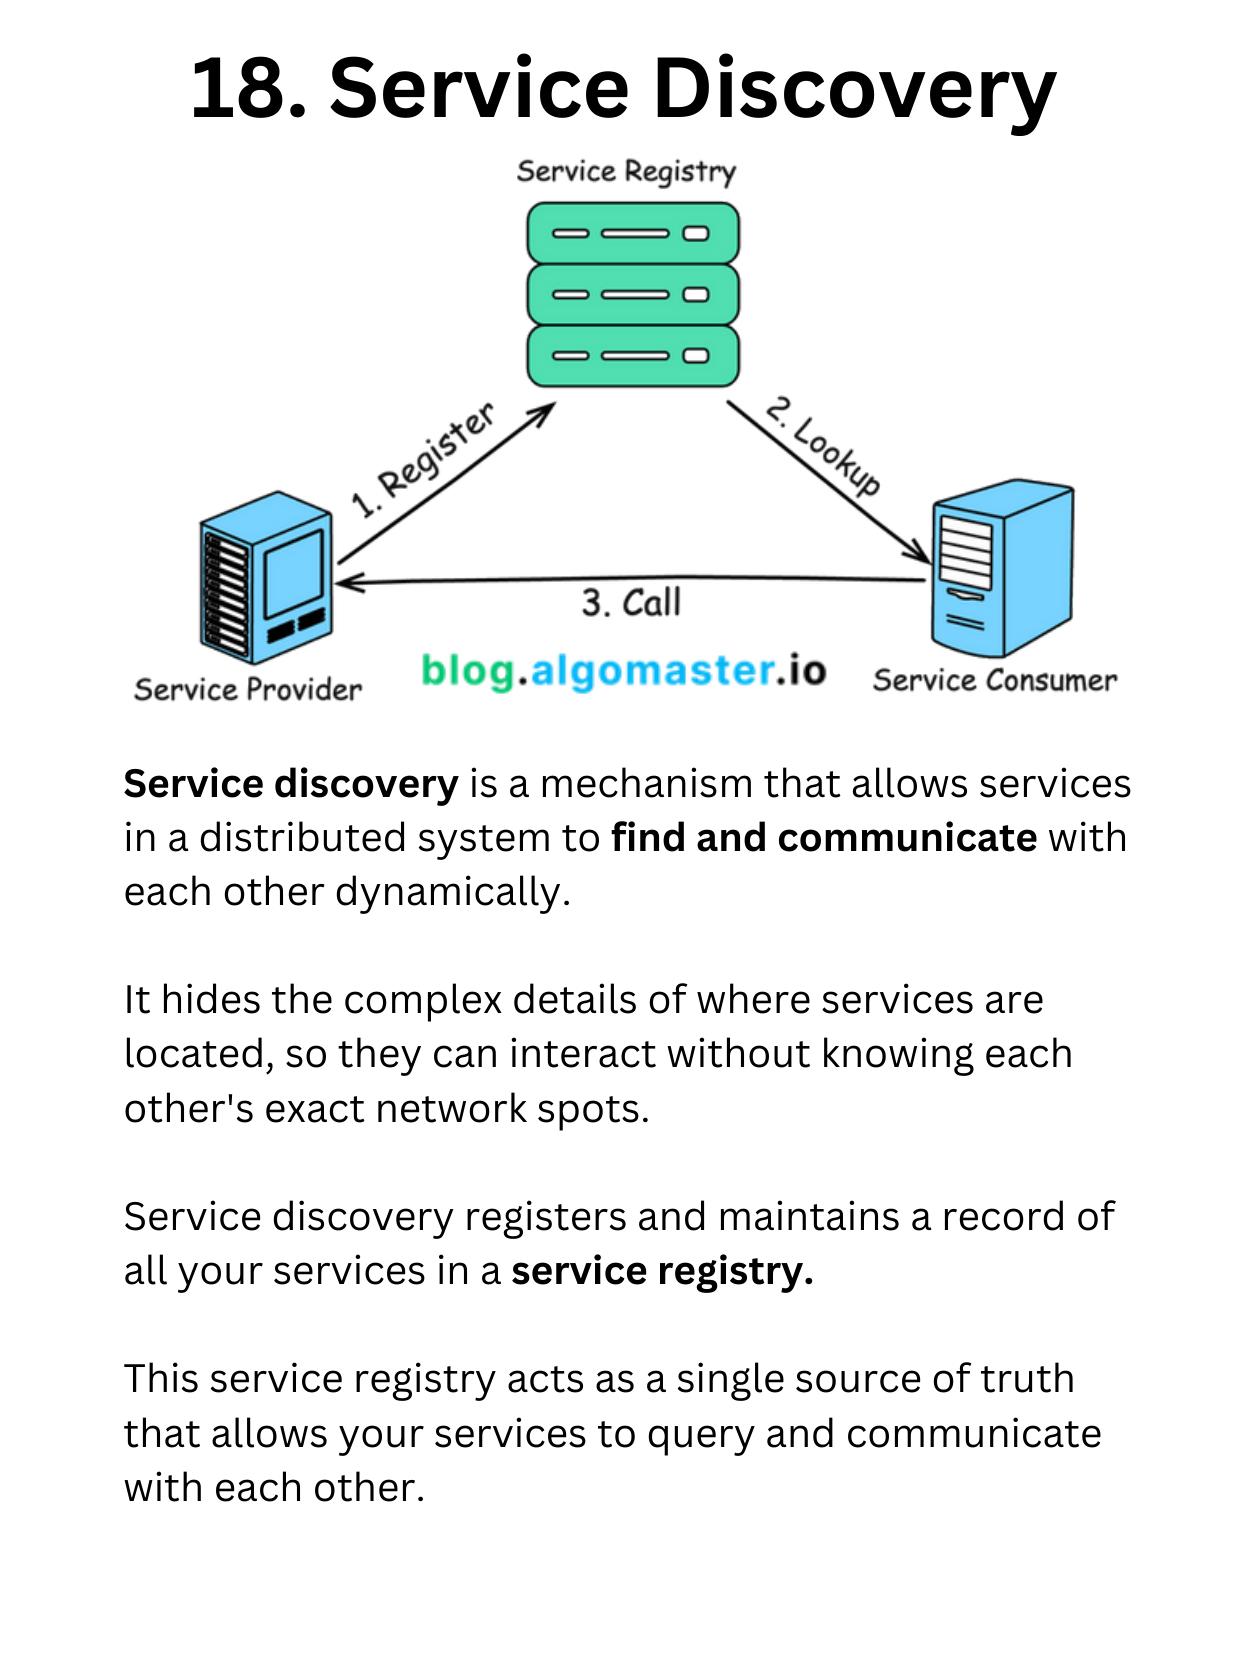 18. Service Discovery
Service Registry
1. Register
2. Lookup
3. Call
Service Provider
blog.algomaster.io
Service Consumer
Service discovery is a mechanism that allows services
in a distributed system to find and communicate with
each other dynamically.
It hides the complex details of where services are
located, so they can interact without knowing each
other's exact network spots.
Service discovery registers and maintains a record of
all your services in a service registry.
This service registry acts as a single source of truth
that allows your services to query and communicate
with each other.